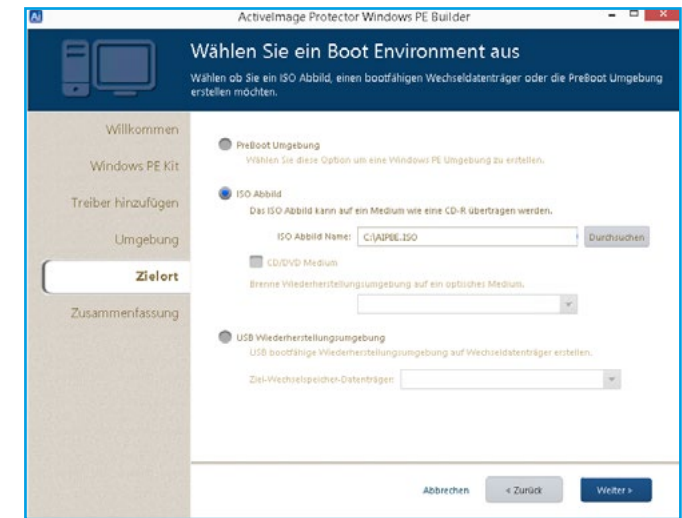 Ai
ActiveImage Protector Windows PE Builder
Wählen Sie ein Boot Environment aus
Wählen ob Sie ein ISO Abbild, einen bootfähigen Wechseldatenträger oder die PreBoot Umgebung
erstellen möchten.
Willkommen
Windows PE Kit
Treiber hinzufügen
Umgebung
Zielort
Zusammenfassung
PreBoot Umgebung
Wählen Sie diese Option um eine Windows PE Umgebung zu erstellen.
ISO Abbild
Das ISO Abbild kann auf ein Medium wie eine CD-R übertragen werden.
ISO Abbild Name: C:\AIPBE.ISO Durchsuchen
CD/DVD Medium
Brenne Wiederherstellungsumgebung auf ein optisches Medium.
USB Wiederherstellungsumgebung
USB bootfähige Wiederherstellungsumgebung auf Wechseldatenträger erstellen.
Ziel-Wechselspeicher-Datenträger:
Abbrechen < Zurück Weiter >